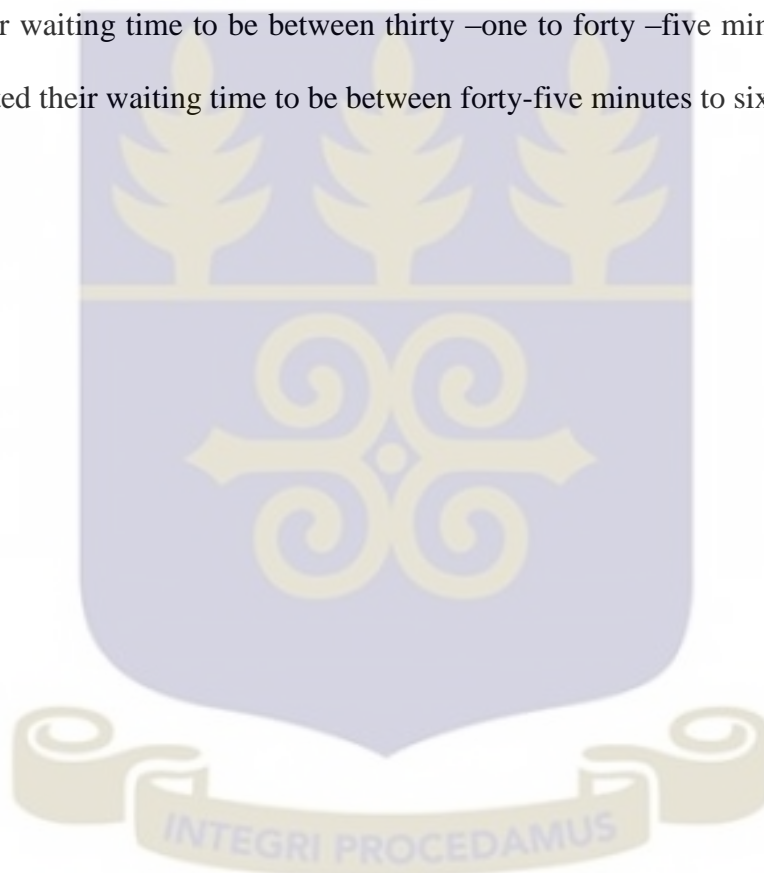 r waiting time to be between thirty –one to forty –five min
ted their waiting time to be between forty-five minutes to six
INTEGRI PROCEDAMUS